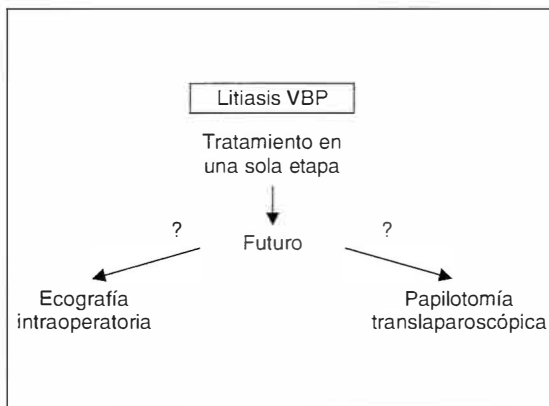 Litiasis VBP
Tratamiento en
una sola etapa
?
?
Futuro
Ecografía
intraoperatoria
Papilotomía
translaparoscópica